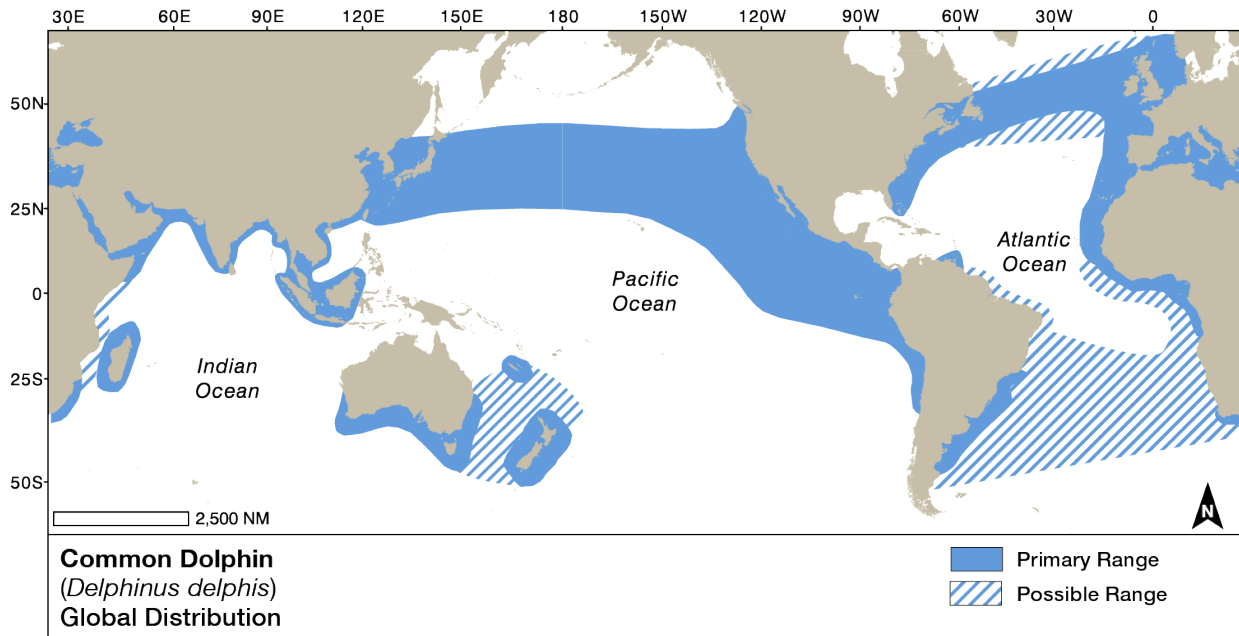 30E 60E 90E 120E 150E 180 150W 120W 90W 60W 30W 0
50N
25N
0
25S
50S
Atlantic
Ocean
Pacific
Ocean
Indian
Ocean
2,500 NM
N
Common Dolphin
(Delphinus delphis)
Global Distribution
Primary Range
Possible Range